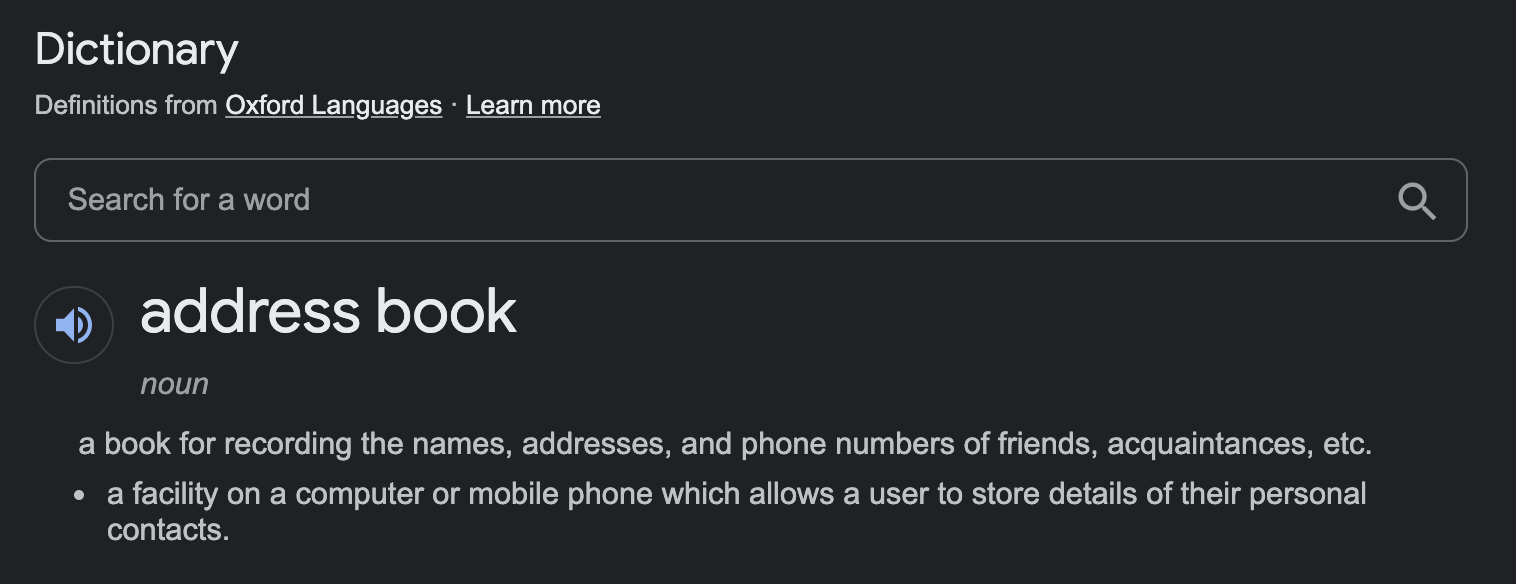 Dictionary
Definitions from Oxford Languages · Learn more
Search for a word
address book
noun
a book for recording the names, addresses, and phone numbers of friends, acquaintances, etc.
• a facility on a computer or mobile phone which allows a user to store details of their personal
contacts.